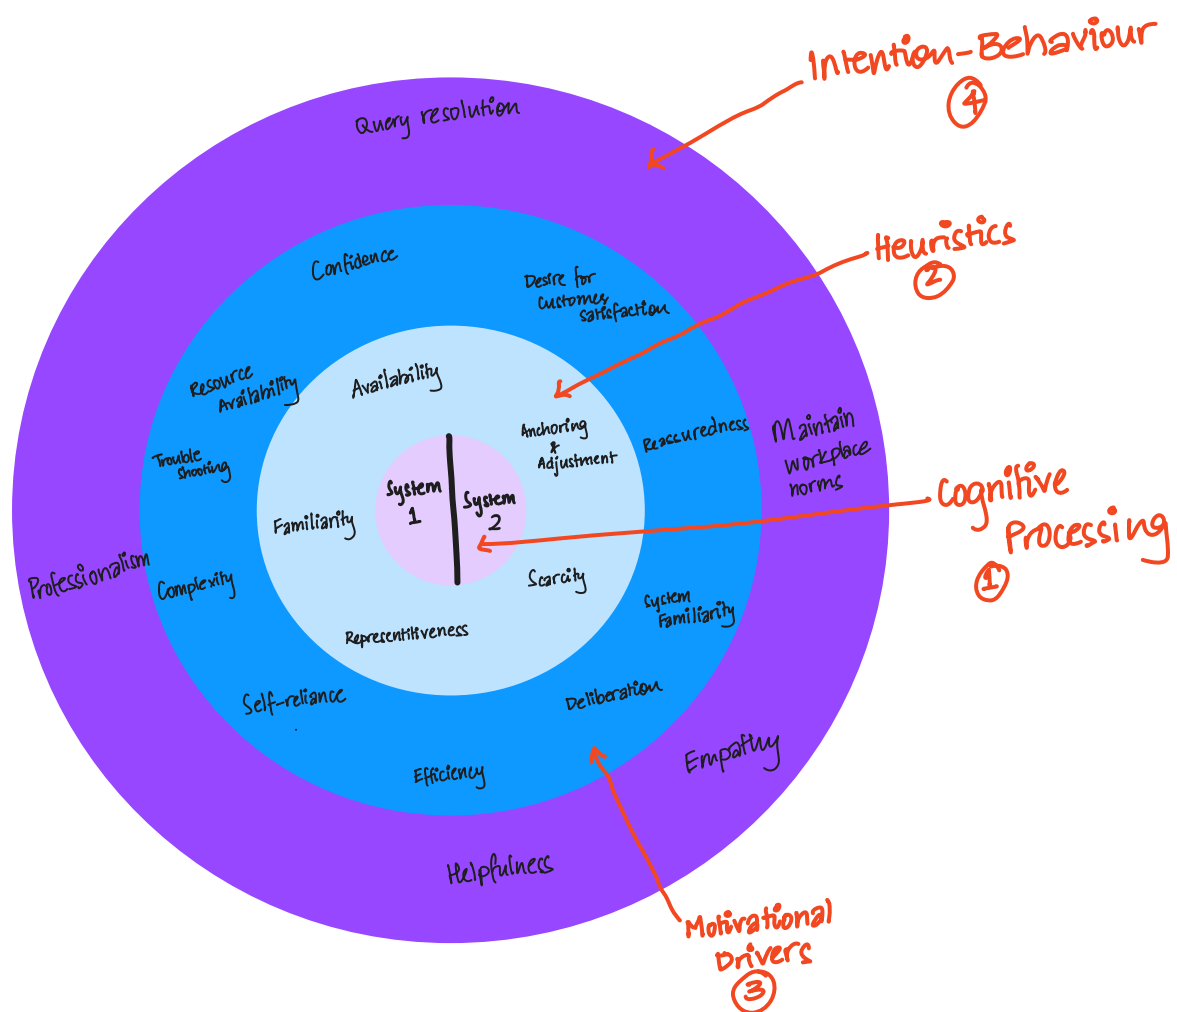 Intention-Behaviour
4
Query resolution
Heuristics
2
Confidence
Desire for
customer
satisfaction
Resource
Availability
Availability
Anchoring
&
Adjustment
Reassuredness
Maintain
workplace
norms
Trouble
shooting
System
1
System
2
Cognitive
Processing
1
Familiarity
Professionalism
Complexity
Scarcity
System
Familiarity
Representitiveness
Self-reliance
Deliberation
Empathy
Efficiency
Helpfulness
Motivational
Drivers
3